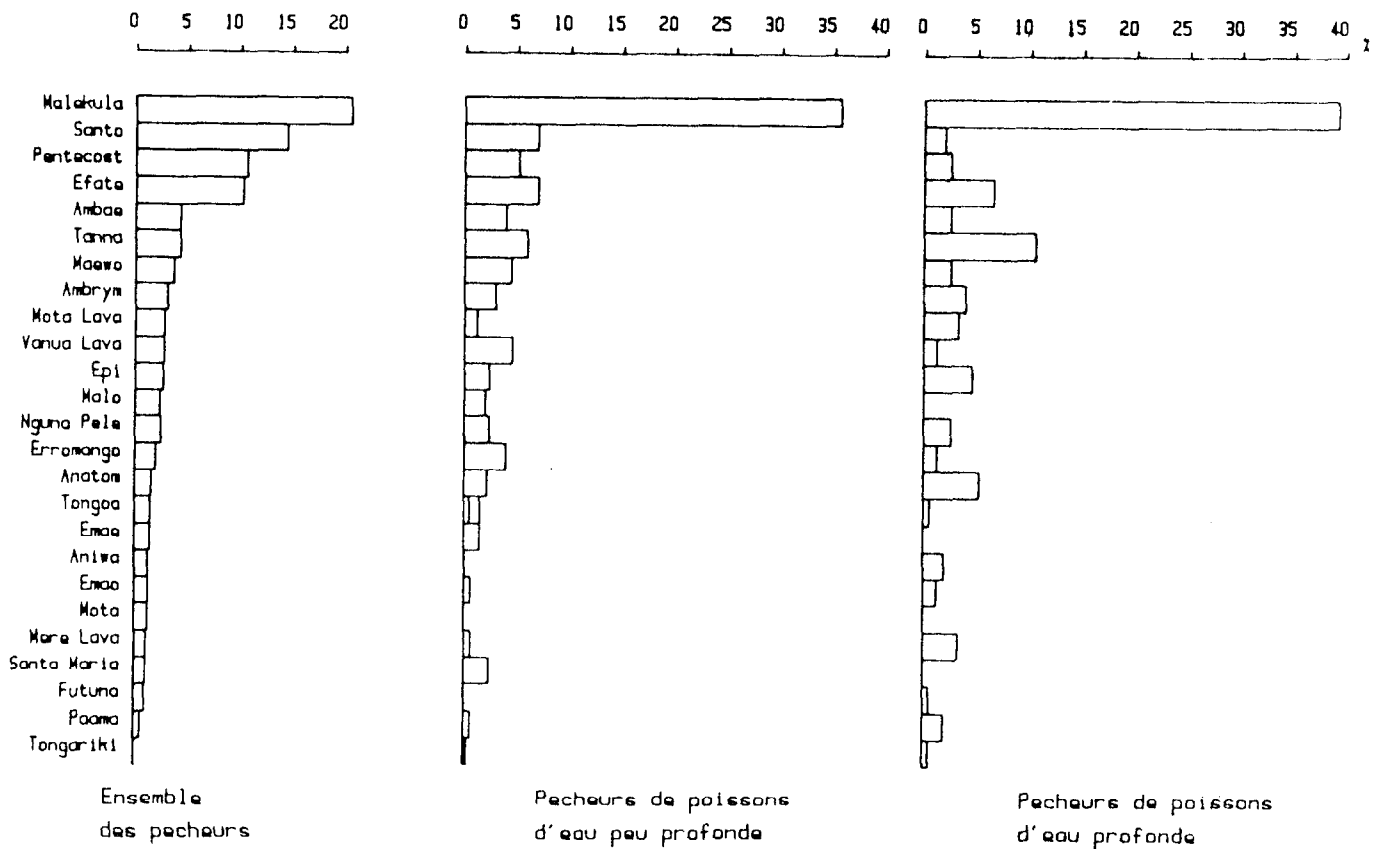 0 5 10 15 20
0 5 10 15 20 25 30 35 40
0 5 10 15 20 25 30 35 40 %
Malekula
Santo
Pentecost
Efate
Ambae
Tanna
Maewo
Ambrym
Mota Lava
Vanua Lava
Epi
Malo
Nguna Pele
Erromango
Anatom
Tongoa
Emae
Aniwa
Emao
Mota
Mere Lava
Santa Maria
Futuna
Paama
Tongariki
Ensemble
des pecheurs
Pecheurs de poissons
d'eau peu profonde
Pecheurs de poissons
d'eau profonde